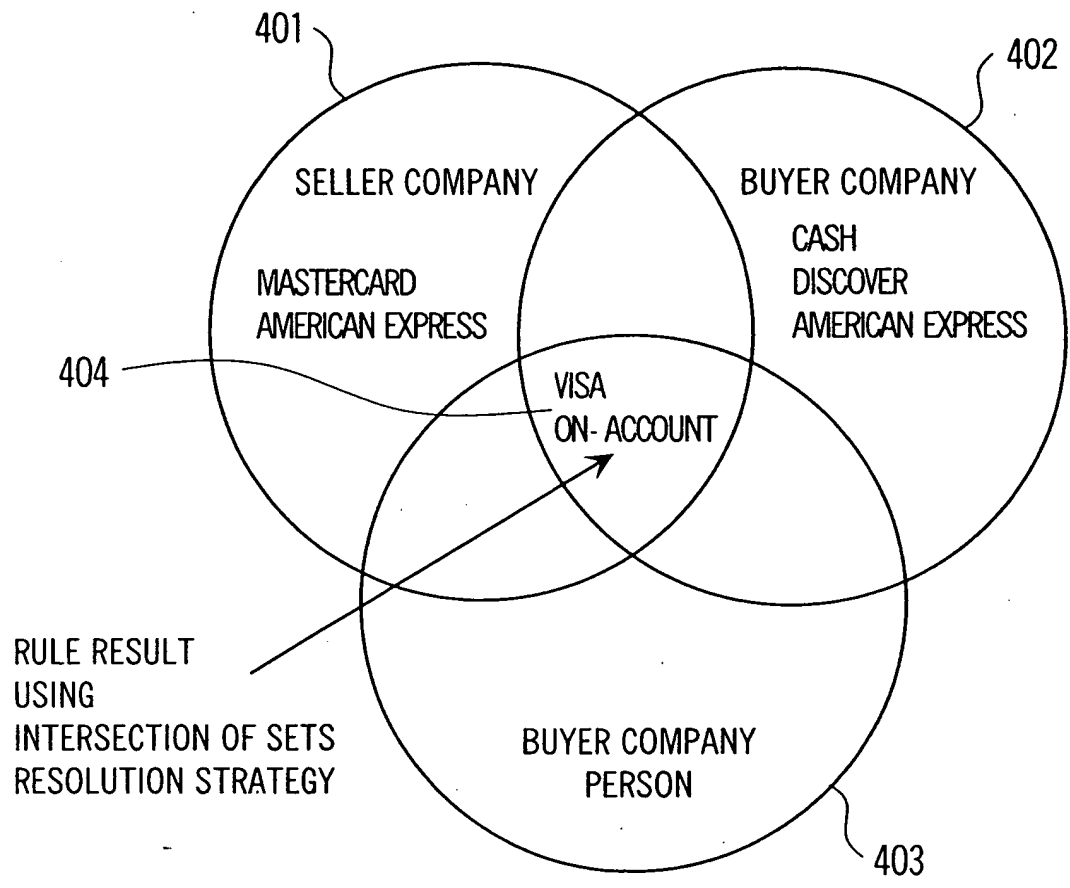 401
402
SELLER COMPANY
BUYER COMPANY
CASH
DISCOVER
AMERICAN EXPRESS
MASTERCARD
AMERICAN EXPRESS
404
VISA
ON-ACCOUNT
RULE RESULT
USING
INTERSECTION OF SETS
RESOLUTION STRATEGY
BUYER COMPANY
PERSON
403